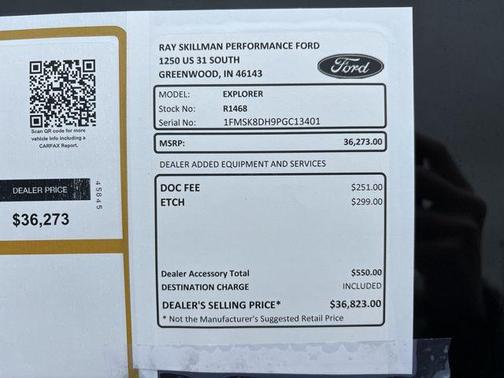 Scan QR code for more
vehicle info including a
CARFAX Report.
DEALER PRICE
45845
$36,273
RAY SKILLMAN PERFORMANCE FORD
1250 US 31 SOUTH
GREENWOOD, IN 46143
Ford
MODEL: EXPLORER
Stock No: R1468
Serial No: 1FMSK8DH9PGC13401
MSRP: 36,273.00
DEALER ADDED EQUIPMENT AND SERVICES
DOC FEE $251.00
ETCH $299.00
Dealer Accessory Total $550.00
DESTINATION CHARGE INCLUDED
DEALER'S SELLING PRICE* $36,823.00
* Not the Manufacturer's Suggested Retail Price